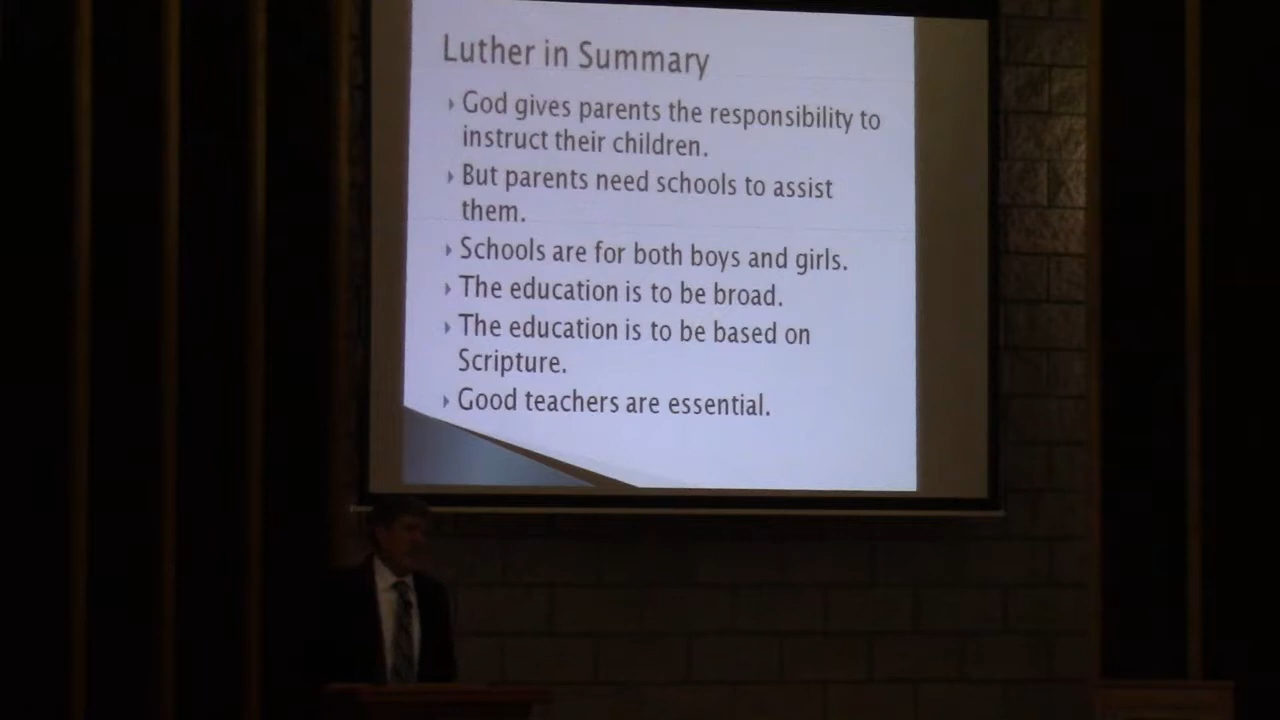 Luther in Summary
God gives parents the responsibility to
instruct their children.
But parents need schools to assist
them.
Schools are for both boys and girls.
The education is to be broad.
The education is to be based on
Scripture.
Good teachers are essential.